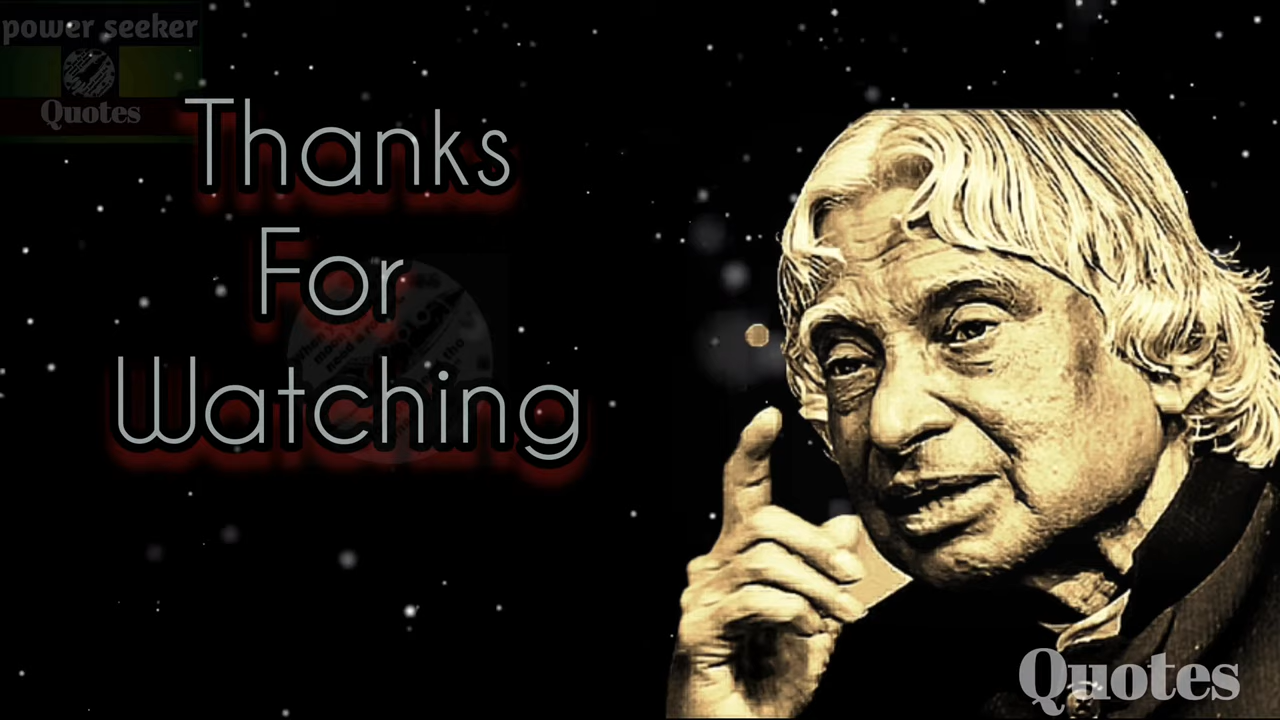 power seeker
Quotes
Thanks
For
Watching
Quotes